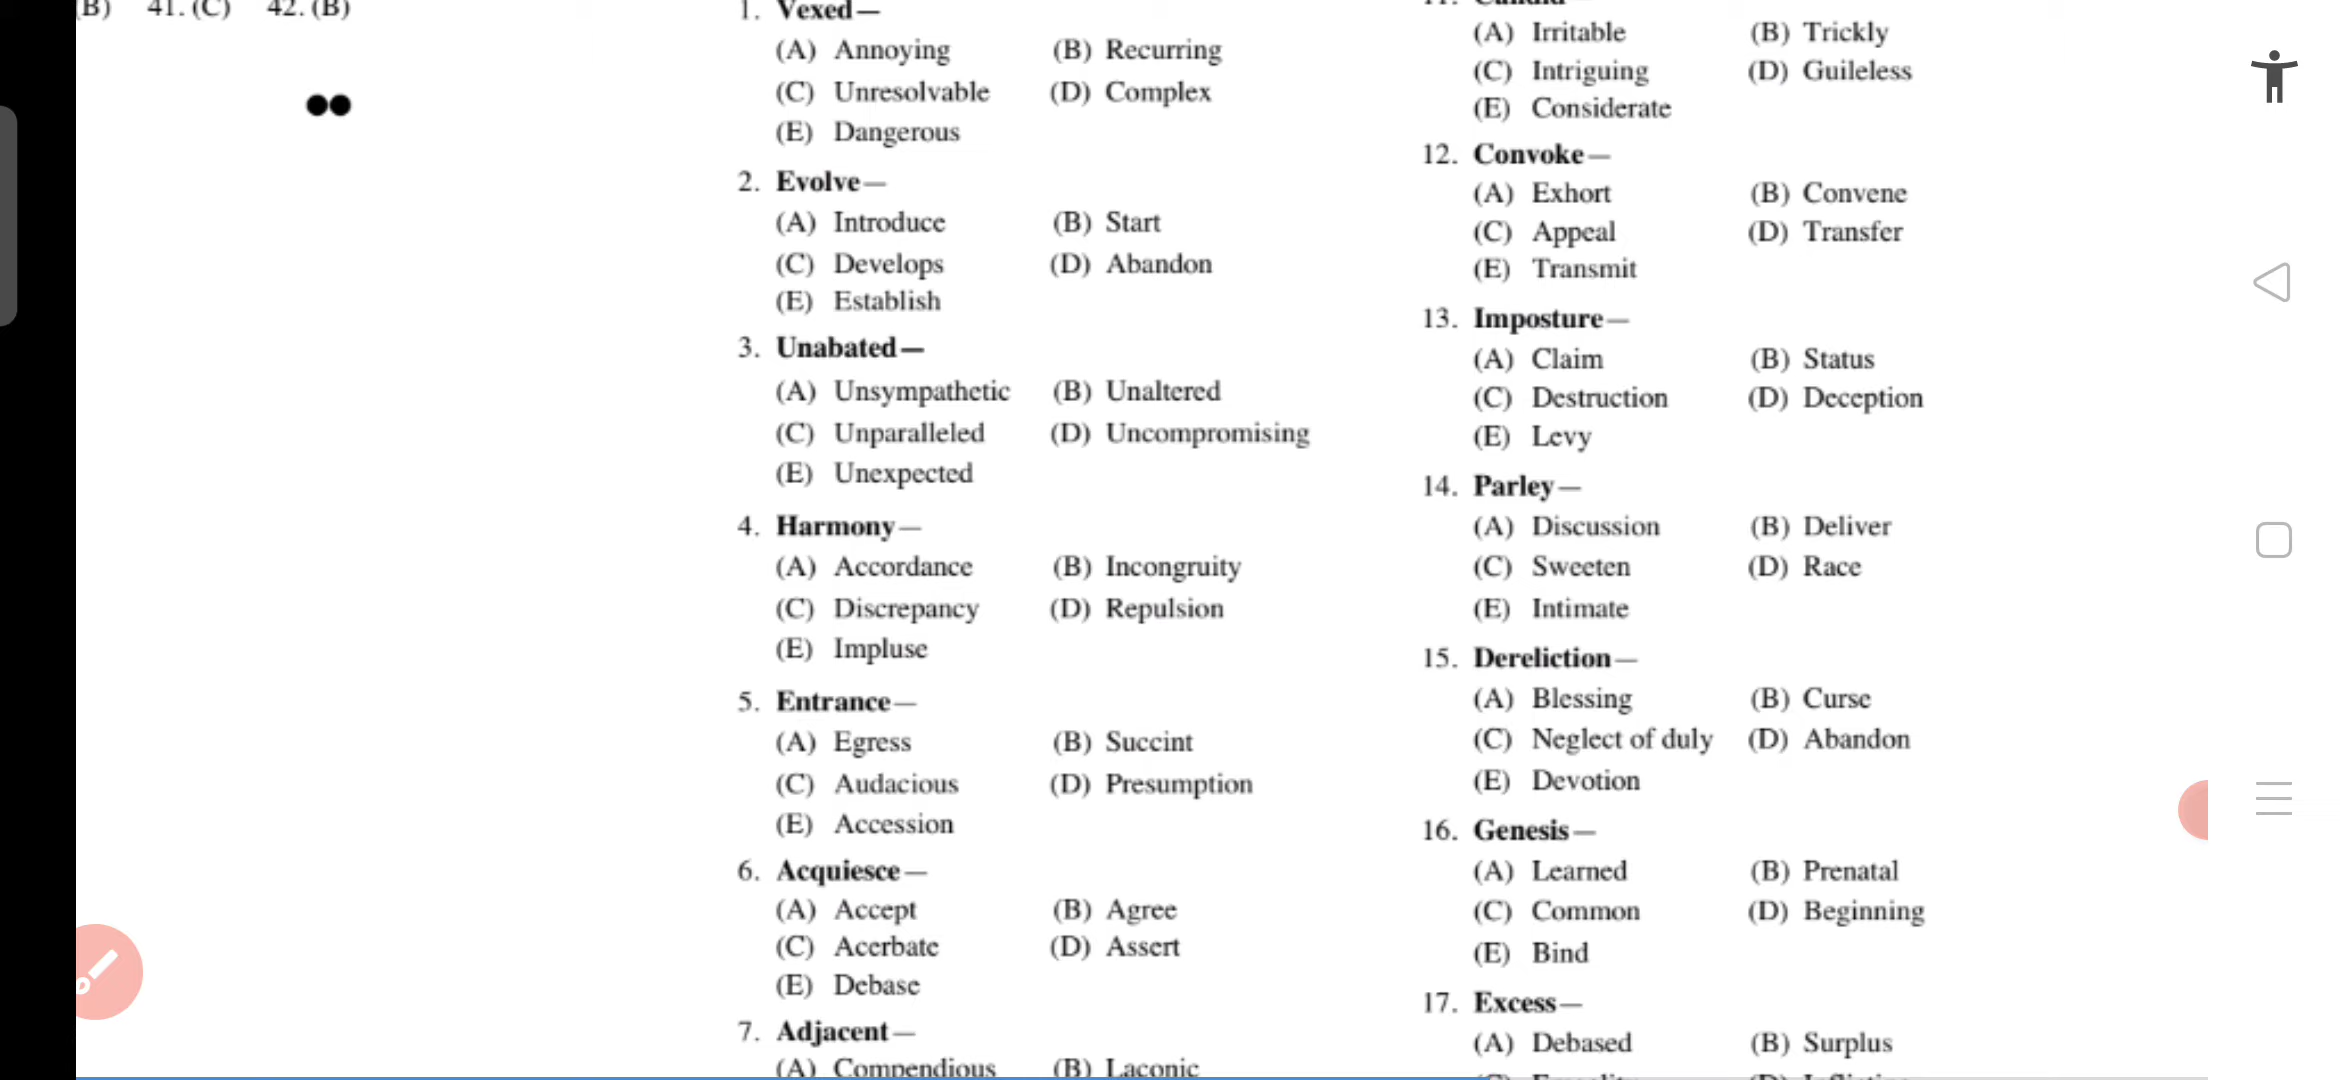 B) 41. (C) 42. (B)
1. Vexed—
(A) Annoying (B) Recurring
(C) Unresolvable (D) Complex
(E) Dangerous
2. Evolve—
(A) Introduce (B) Start
(C) Develops (D) Abandon
(E) Establish
3. Unabated—
(A) Unsympathetic (B) Unaltered
(C) Unparalleled (D) Uncompromising
(E) Unexpected
4. Harmony—
(A) Accordance (B) Incongruity
(C) Discrepancy (D) Repulsion
(E) Impluse
5. Entrance—
(A) Egress (B) Succint
(C) Audacious (D) Presumption
(E) Accession
6. Acquiesce—
(A) Accept (B) Agree
(C) Acerbate (D) Assert
(E) Debase
7. Adjacent—
(A) Compendious (B) Laconic
(A) Irritable (B) Trickly
(C) Intriguing (D) Guileless
(E) Considerate
12. Convoke—
(A) Exhort (B) Convene
(C) Appeal (D) Transfer
(E) Transmit
13. Imposture—
(A) Claim (B) Status
(C) Destruction (D) Deception
(E) Levy
14. Parley—
(A) Discussion (B) Deliver
(C) Sweeten (D) Race
(E) Intimate
15. Dereliction—
(A) Blessing (B) Curse
(C) Neglect of duly (D) Abandon
(E) Devotion
16. Genesis—
(A) Learned (B) Prenatal
(C) Common (D) Beginning
(E) Bind
17. Excess—
(A) Debased (B) Surplus